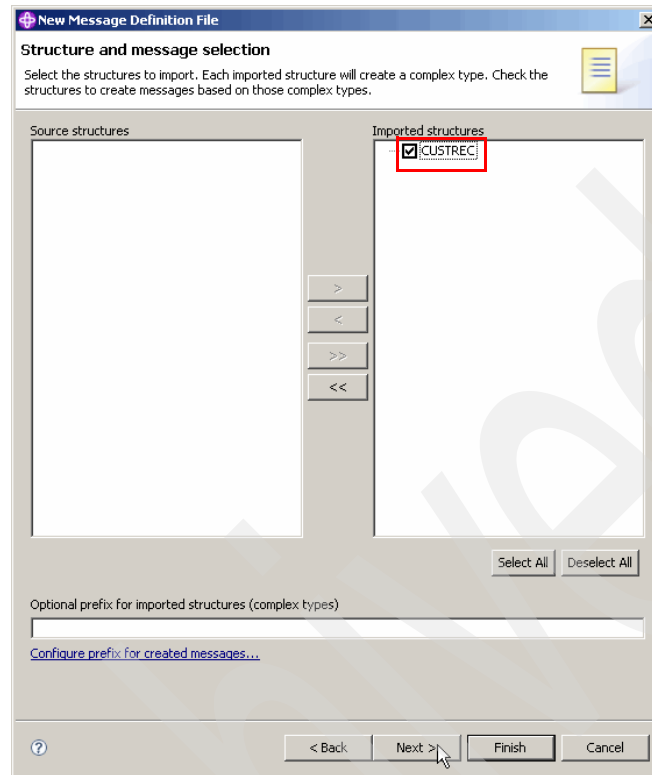 New Message Definition File
Structure and message selection
Select the structures to import. Each imported structure will create a complex type. Check the
structures to create messages based on those complex types.
Source structures
Imported structures
CUSTREC
>
<
>>
<<
Select All
Deselect All
Optional prefix for imported structures (complex types)
Configure prefix for created messages...
?
< Back
Next >
Finish
Cancel